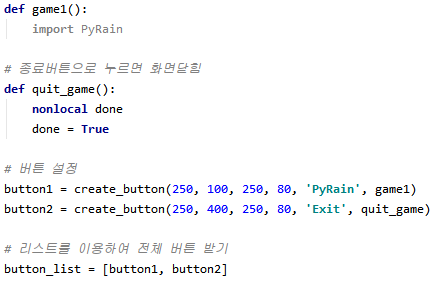 def game1():
    import PyRain
# 종료버튼으로 누르면 화면닫힘
def quit_game():
    nonlocal done
    done = True
# 버튼 설정
button1 = create_button(250, 100, 250, 80, 'PyRain', game1)
button2 = create_button(250, 400, 250, 80, 'Exit', quit_game)
# 리스트를 이용하여 전체 버튼 받기
button_list = [button1, button2]